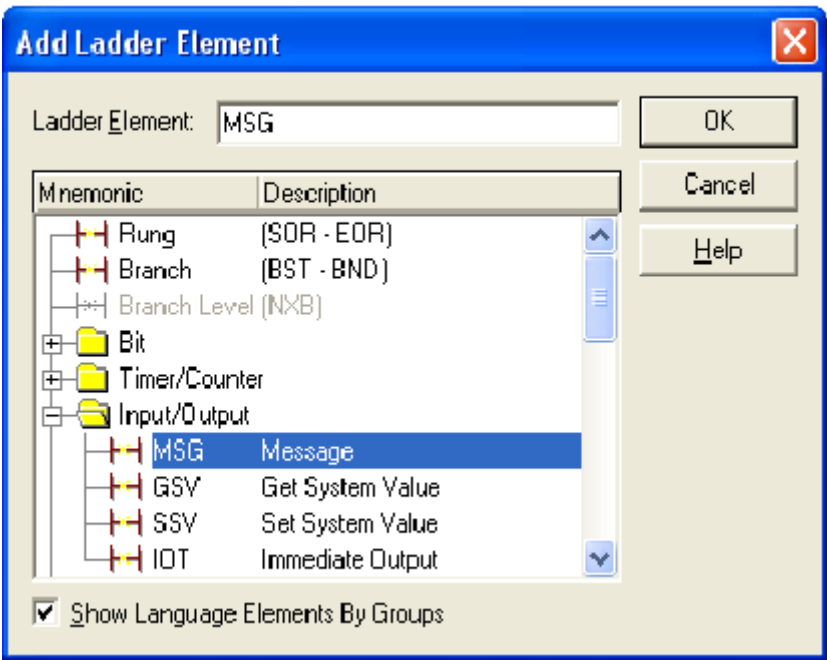 Add Ladder Element
Ladder Element: MSG
OK
Mnemonic Description
Cancel
Rung (SOR - EOR)
Branch (BST - BND)
Help
Branch Level (NXB)
Bit
Timer/Counter
Input/Output
MSG Message
GSV Get System Value
SSV Set System Value
IOT Immediate Output
Show Language Elements By Groups